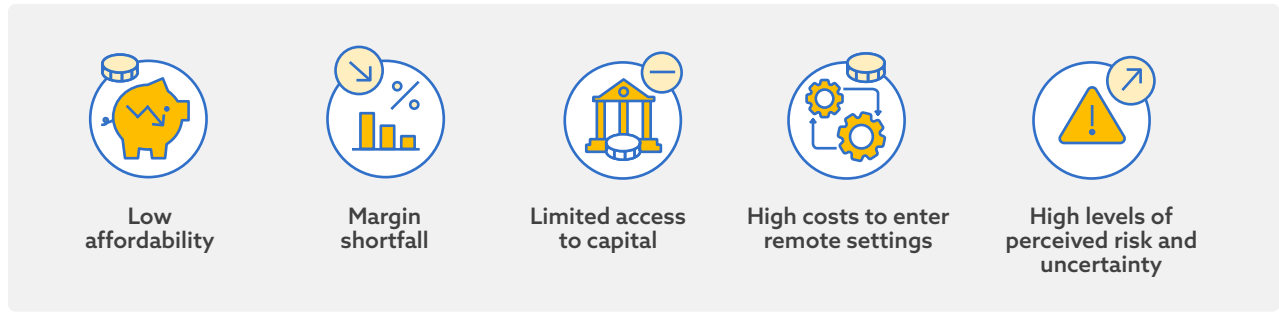 Low
affordability
Margin
shortfall
Limited access
to capital
High costs to enter
remote settings
High levels of
perceived risk and
uncertainty